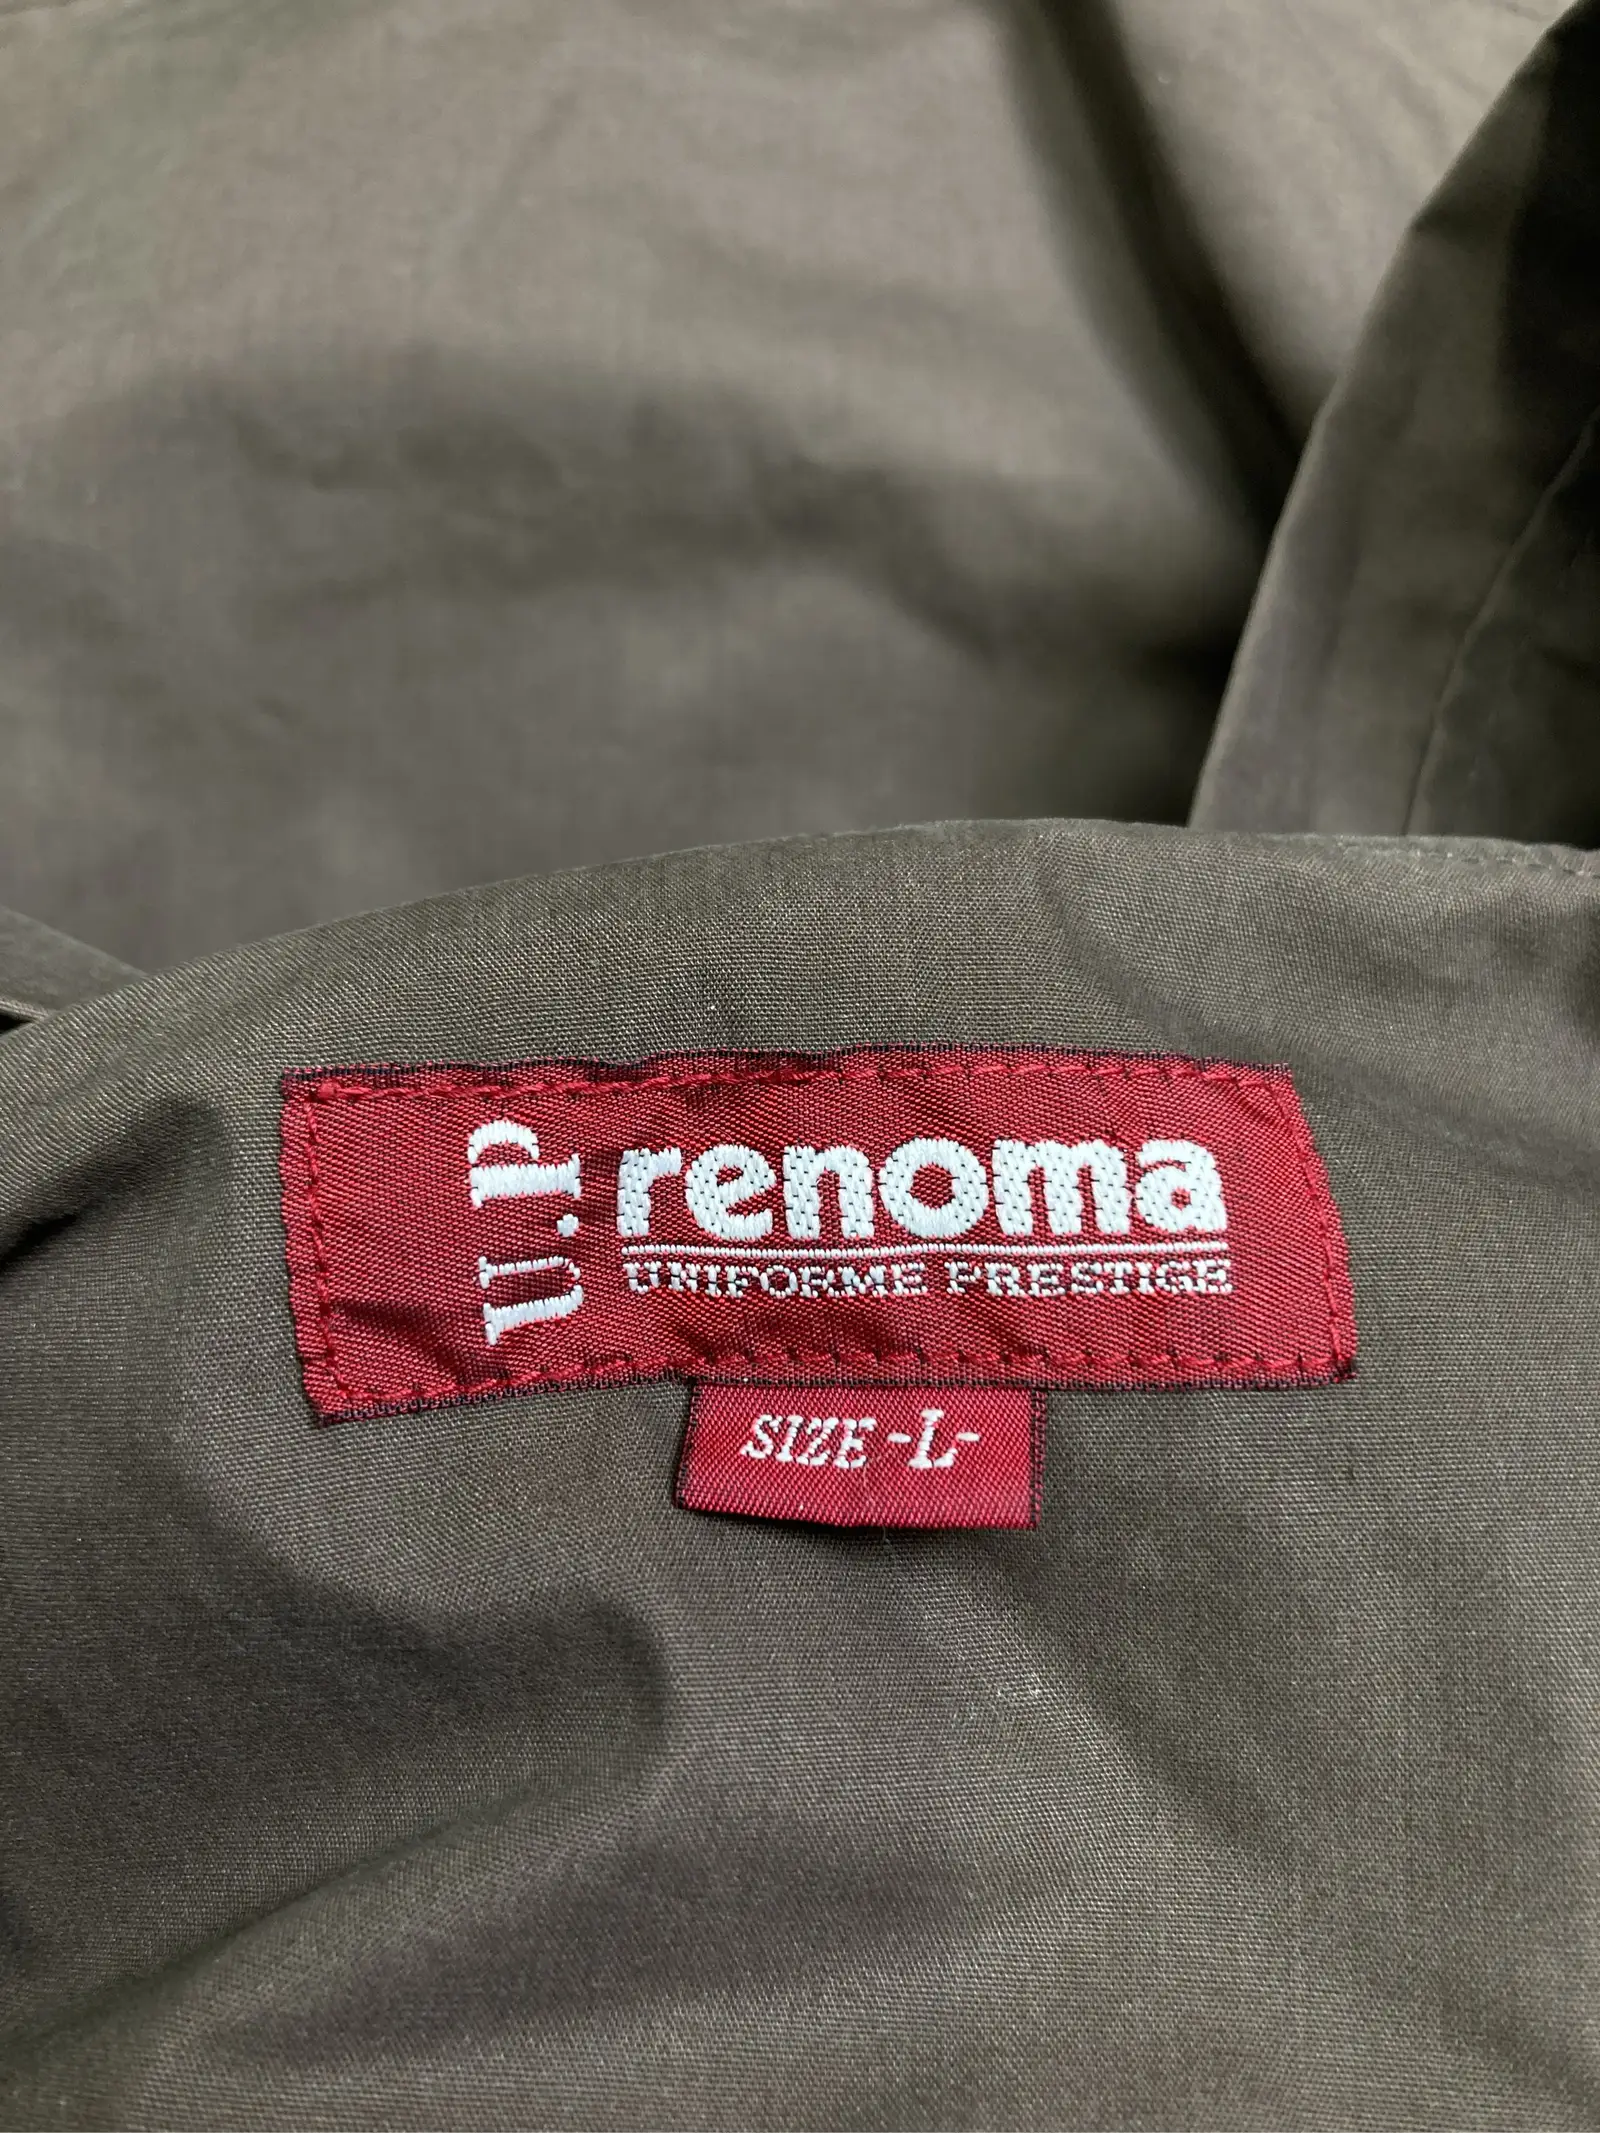 U.P
renoma
UNIFORME PRESTIGE
SIZE -L-